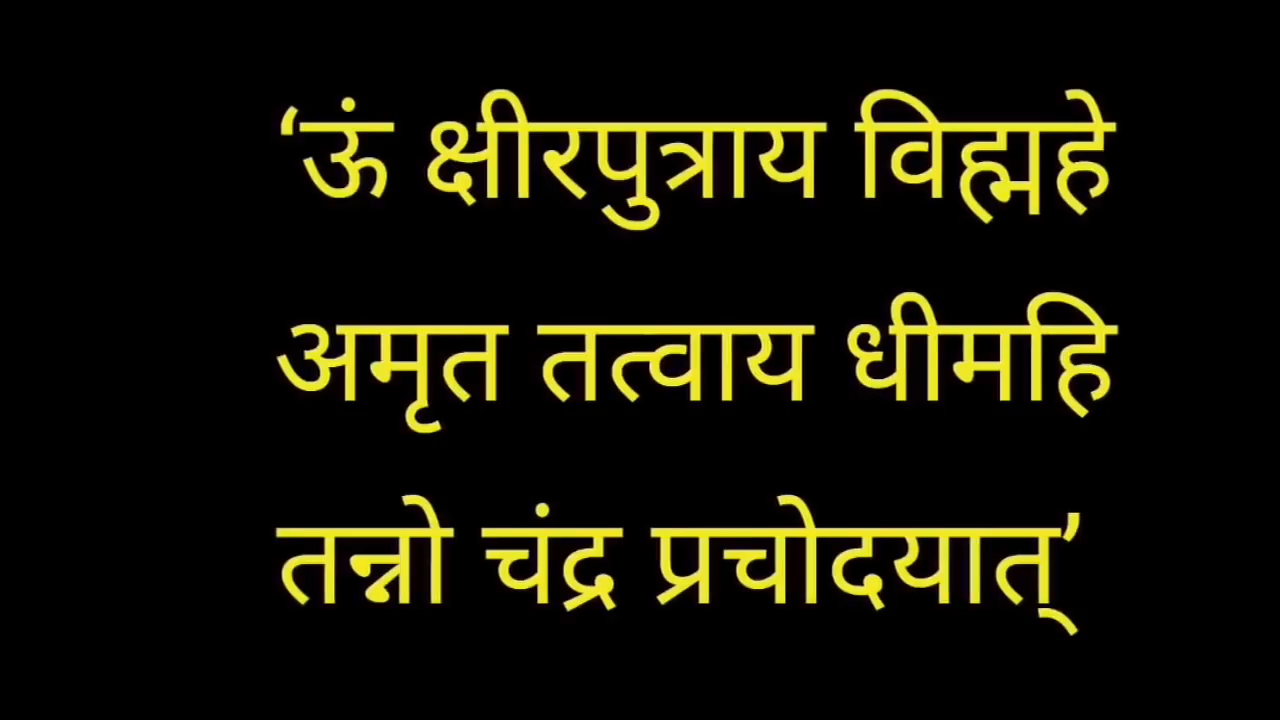 ‘ऊं क्षीरपुत्राय विह्महे
अमृत तत्वाय धीमहि
तन्नो चंद्र प्रचोदयात्’